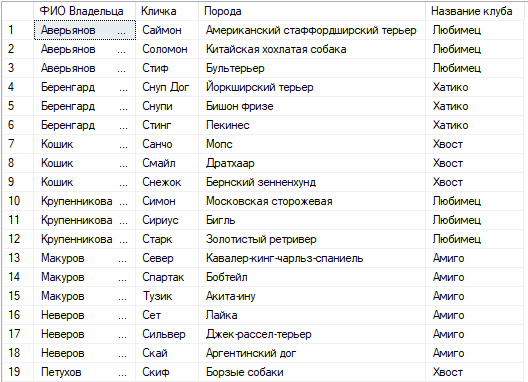 ФИО Владельца Кличка Порода Название клуба
1 Аверьянов ... Саймон Американский стаффордширский терьер Любимец
2 Аверьянов ... Соломон Китайская хохлатая собака Любимец
3 Аверьянов ... Стиф Бультерьер Любимец
4 Беренгард ... Снуп Дог Йоркширский терьер Хатико
5 Беренгард ... Снупи Бишон фризе Хатико
6 Беренгард ... Стинг Пекинес Хатико
7 Кошик ... Санчо Мопс Хвост
8 Кошик ... Смайл Дратхаар Хвост
9 Кошик ... Снежок Бернский зенненхунд Хвост
10 Крупенникова ... Симон Московская сторожевая Любимец
11 Крупенникова ... Сириус Бигль Любимец
12 Крупенникова ... Старк Золотистый ретривер Любимец
13 Макуров ... Север Кавалер-кинг-чарльз-спаниель Амиго
14 Макуров ... Спартак Бобтейл Амиго
15 Макуров ... Тузик Акита-ину Амиго
16 Неверов ... Сет Лайка Амиго
17 Неверов ... Сильвер Джек-рассел-терьер Амиго
18 Неверов ... Скай Аргентинский дог Амиго
19 Петухов ... Скиф Борзые собаки Хвост